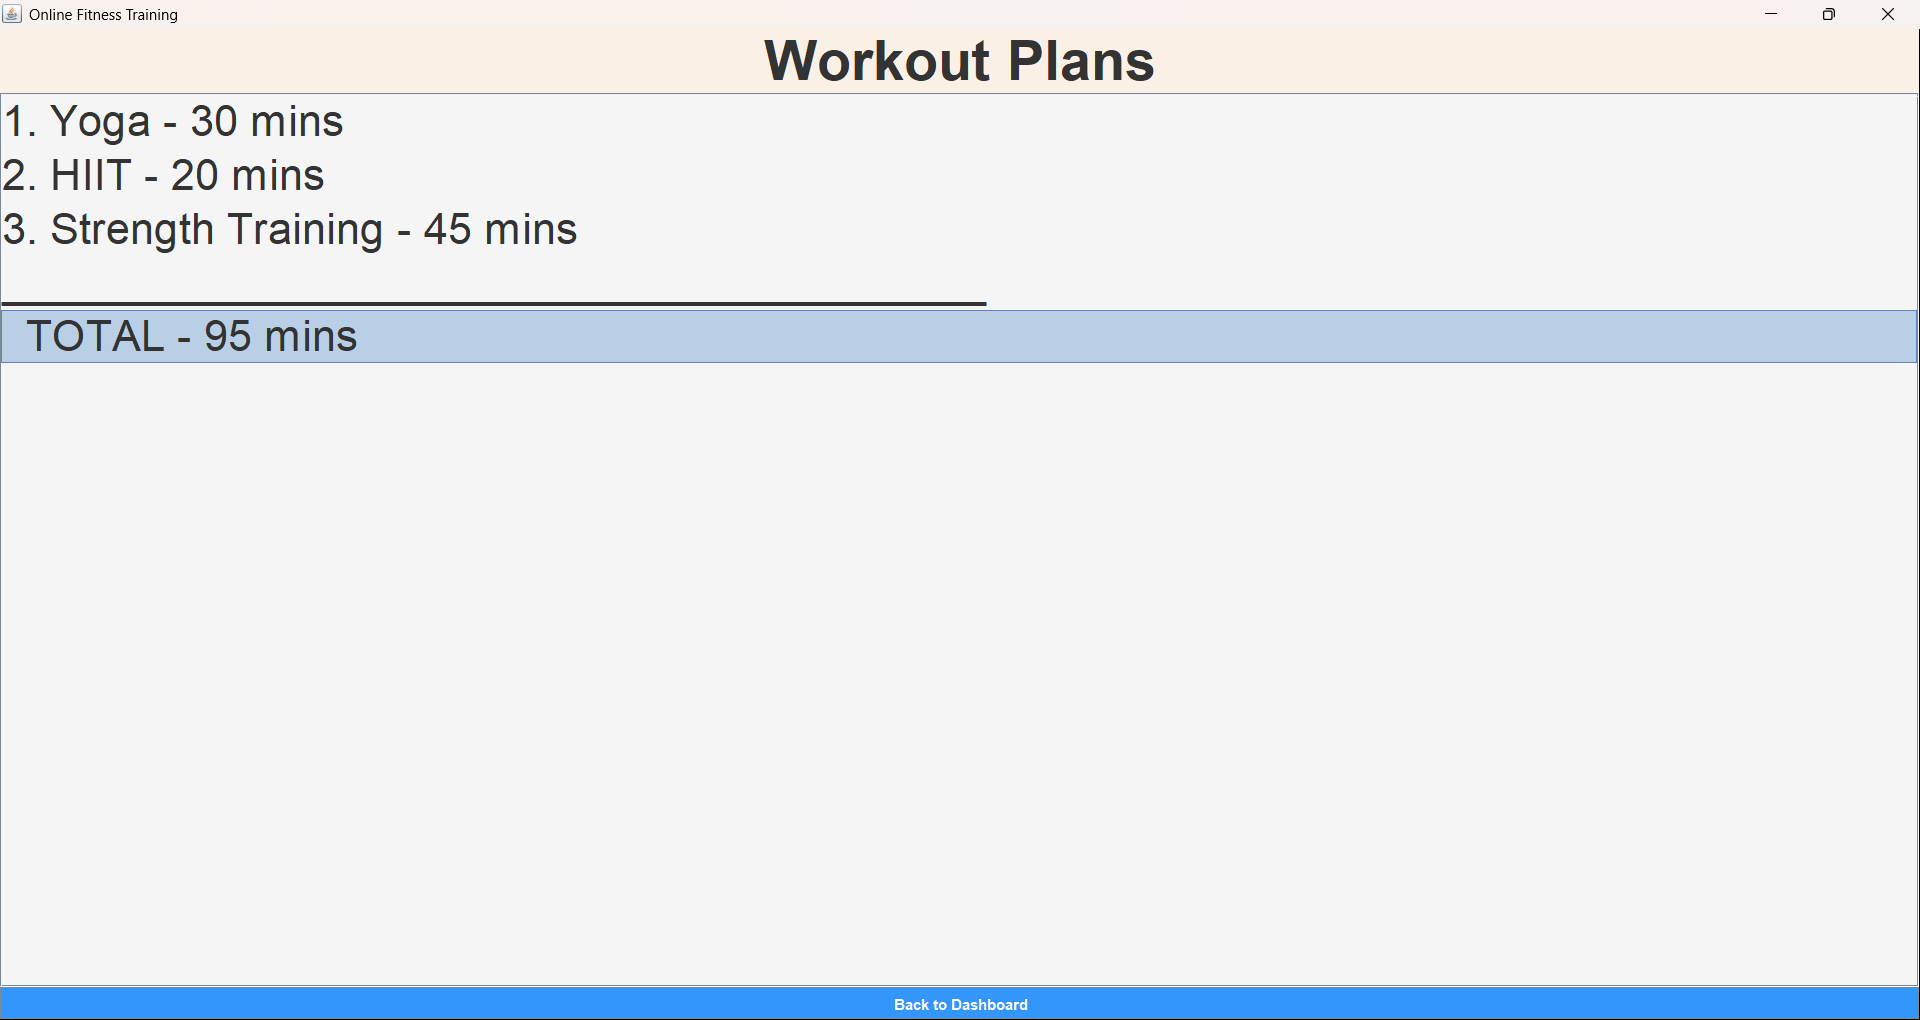 Online Fitness Training
Workout Plans
1. Yoga - 30 mins
2. HIIT - 20 mins
3. Strength Training - 45 mins
TOTAL - 95 mins
Back to Dashboard